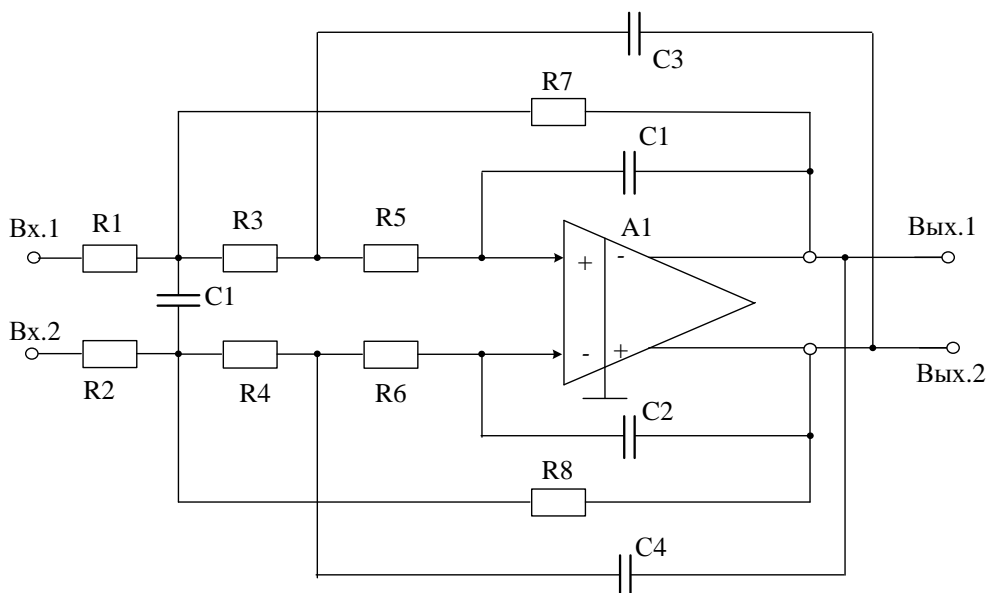 C3
R7
C1
Вх.1
R1
R3
R5
A1
Вых.1
+
-
C1
Вх.2
R2
R4
R6
-
+
Вых.2
C2
R8
C4